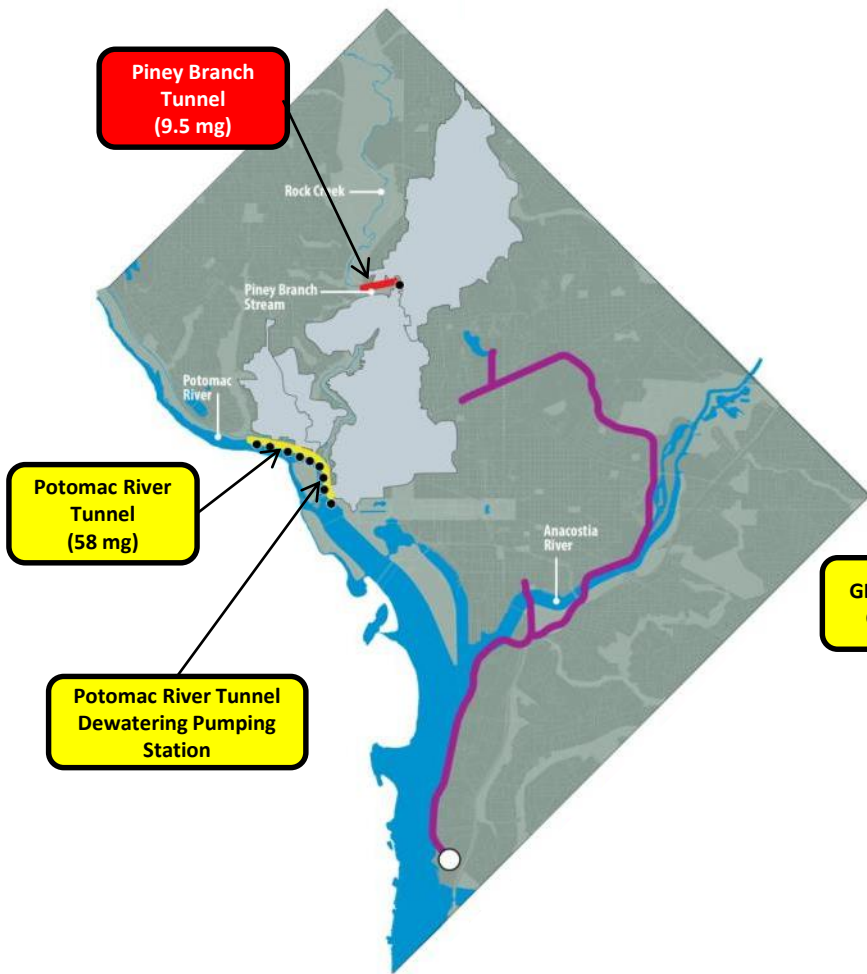 Piney Branch
Tunnel
(9.5 mg)
Rock Creek
Piney Branch
Stream
Potomac
River
Potomac River
Tunnel
(58 mg)
Anacostia
River
Potomac River Tunnel
Dewatering Pumping
Station